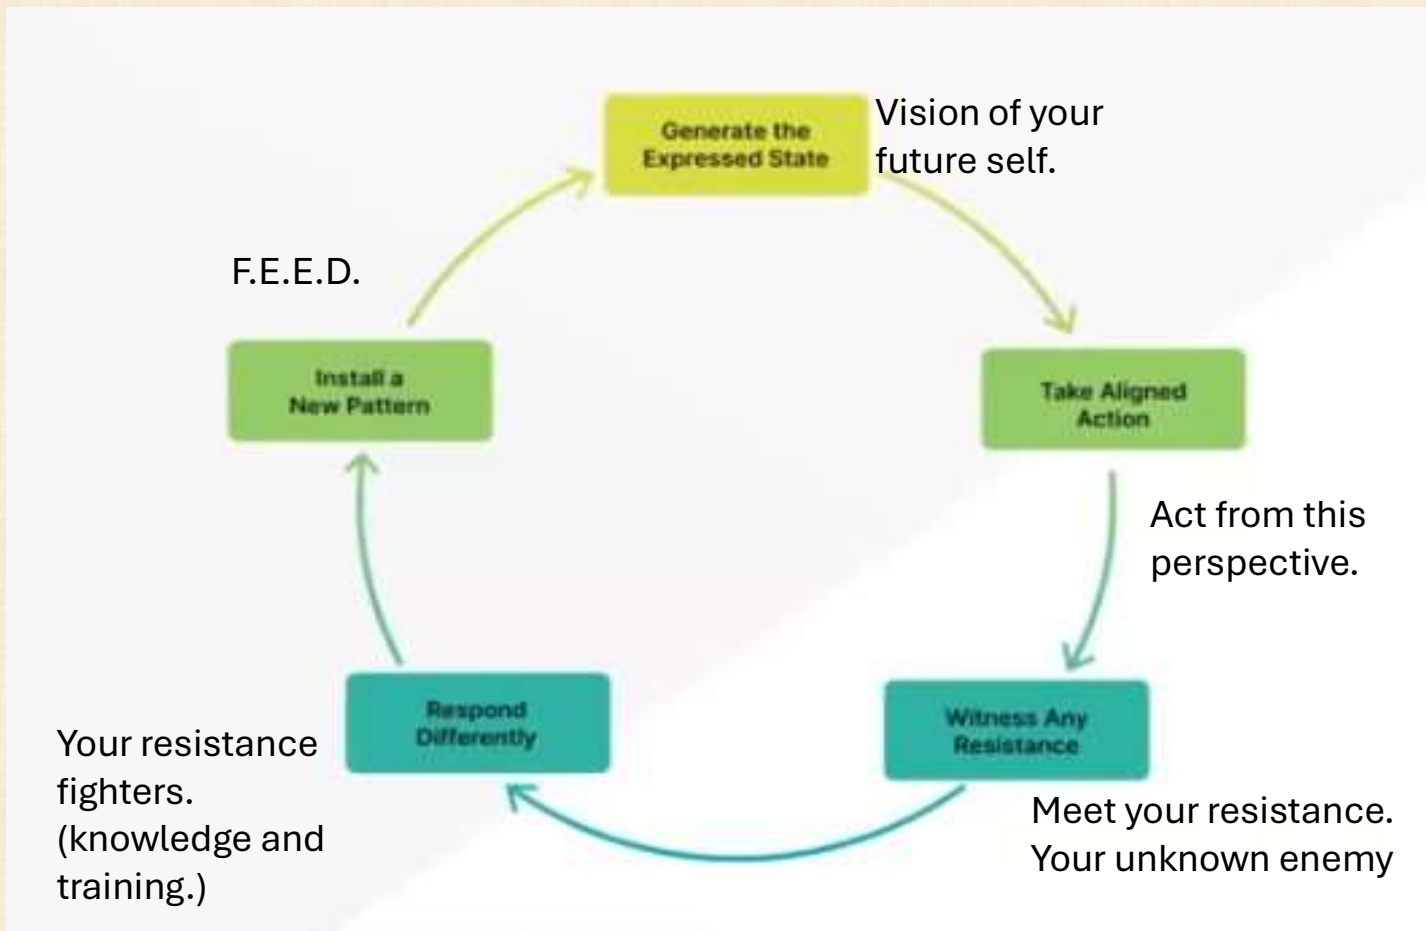 Generate the
Expressed State
Vision of your
future self.
F.E.E.D.
Install a
New Pattern
Take Aligned
Action
Act from this
perspective.
Respond
Differently
Witness Any
Resistance
Your resistance
fighters.
(knowledge and
training.)
Meet your resistance.
Your unknown enemy